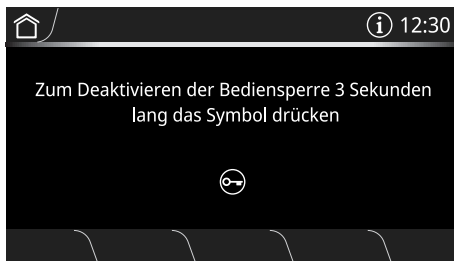 12:30
Zum Deaktivieren der Bediensperre 3 Sekunden
lang das Symbol drücken